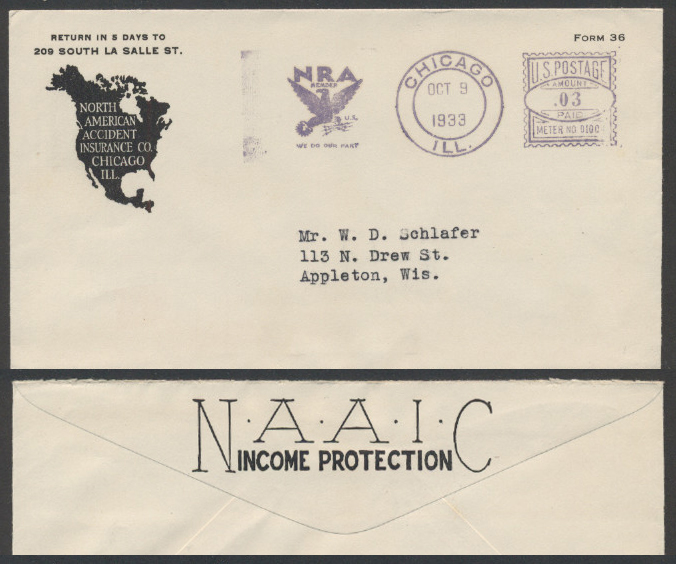 RETURN IN 5 DAYS TO
209 SOUTH LA SALLE ST.
NORTH
AMERICAN
ACCIDENT
INSURANCE CO.
CHICAGO
ILL.
NRA
MEMBER
U.S.
WE DO OUR PART
CHICAGO
OCT 9
1933
ILL.
FORM 36
U.S. POSTAGE
AMOUNT
.03
PAID
METER NO. 0100
Mr. W. D. Schlafer
113 N. Drew St.
Appleton, Wis.
N·A·A·I·C
INCOME PROTECTION